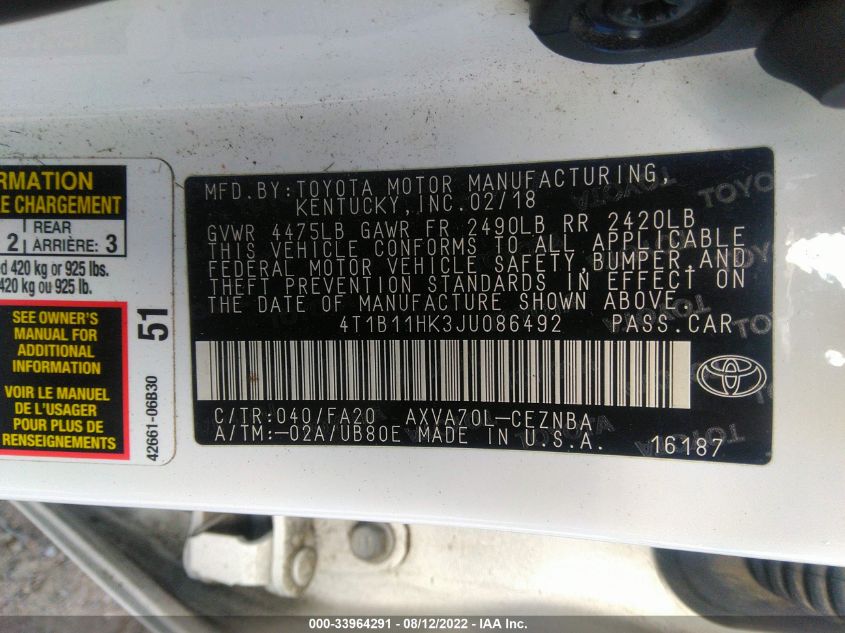 RMATION
E CHARGEMENT
2 REAR
ARRIÈRE: 3
d 420 kg or 925 lbs.
420 kg ou 925 lb.
SEE OWNER'S
MANUAL FOR
ADDITIONAL
INFORMATION
VOIR LE MANUEL
DE L'USAGER
POUR PLUS DE
RENSEIGNEMENTS
51
42661-06B30
MFD.BY:TOYOTA MOTOR MANUFACTURING,
KENTUCKY,INC.02/18
GVWR 4475LB GAWR FR 2490LB RR 2420LB
THIS VEHICLE CONFORMS TO ALL APPLICABLE
FEDERAL MOTOR VEHICLE SAFETY,BUMPER,AND
THEFT PREVENTION STANDARDS IN EFFECT ON
THE DATE OF MANUFACTURE SHOWN ABOVE.
4T1B11HK3JU086492 PASS.CAR
C/TR:040/FA20 AXVA70L-CEZNBA
A/TM:-02A/UB80E MADE IN U.S.A.
16187
000-33964291 - 08/12/2022 - IAA Inc.